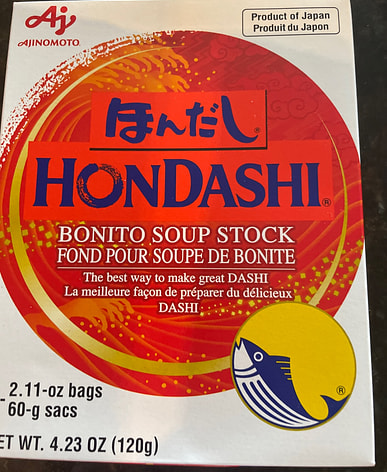 Aj
AJINOMOTO
Product of Japan
Produit du Japon
ほんだし®
HONDASHI®
BONITO SOUP STOCK
FOND POUR SOUPE DE BONITE
The best way to make great DASHI
La meilleure façon de préparer du délicieux
DASHI
®
2.11-oz bags
60-g sacs
ET WT. 4.23 OZ (120g)